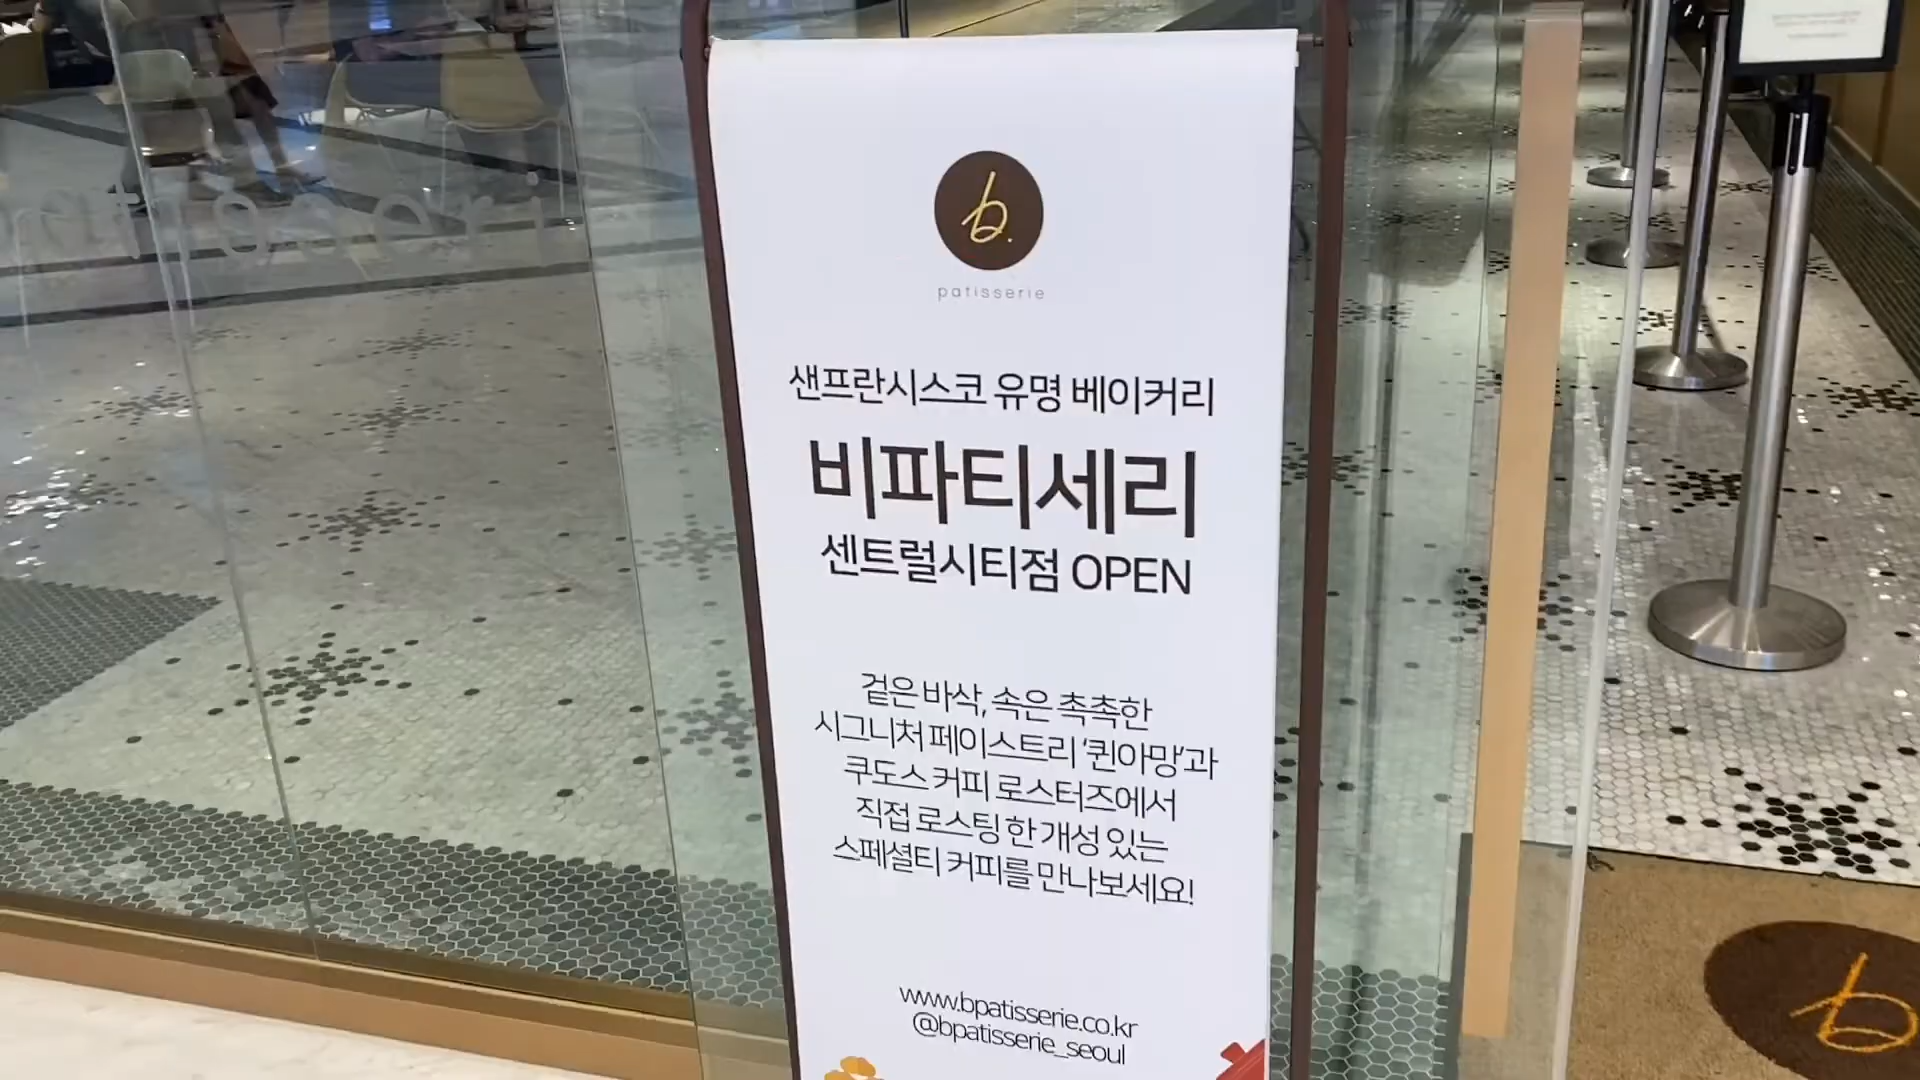 b.
patisserie
샌프란시스코 유명 베이커리
비파티세리
센트럴시티점 OPEN
겉은 바삭, 속은 촉촉한
시그니처 페이스트리 ‘퀸아망’과
쿠도스 커피 로스터즈에서
직접 로스팅 한 개성 있는
스페셜티 커피를 만나보세요!
www.bpatisserie.co.kr
@bpatisserie_seoul
b